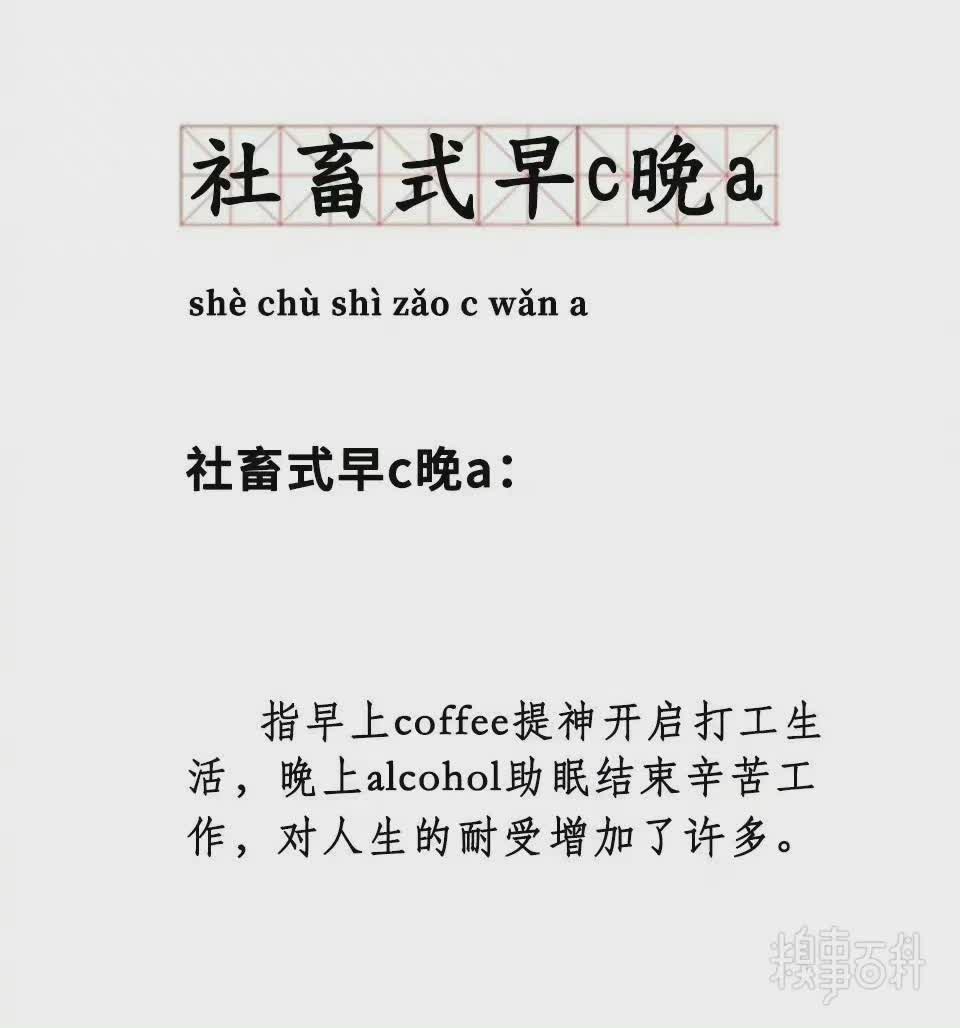 社畜式早c晚a
shè chù shì zǎo c wǎn a
社畜式早c晚a：
指早上coffee提神开启打工生
活，晚上alcohol助眠结束辛苦工
作，对人生的耐受增加了许多。
糗事百科